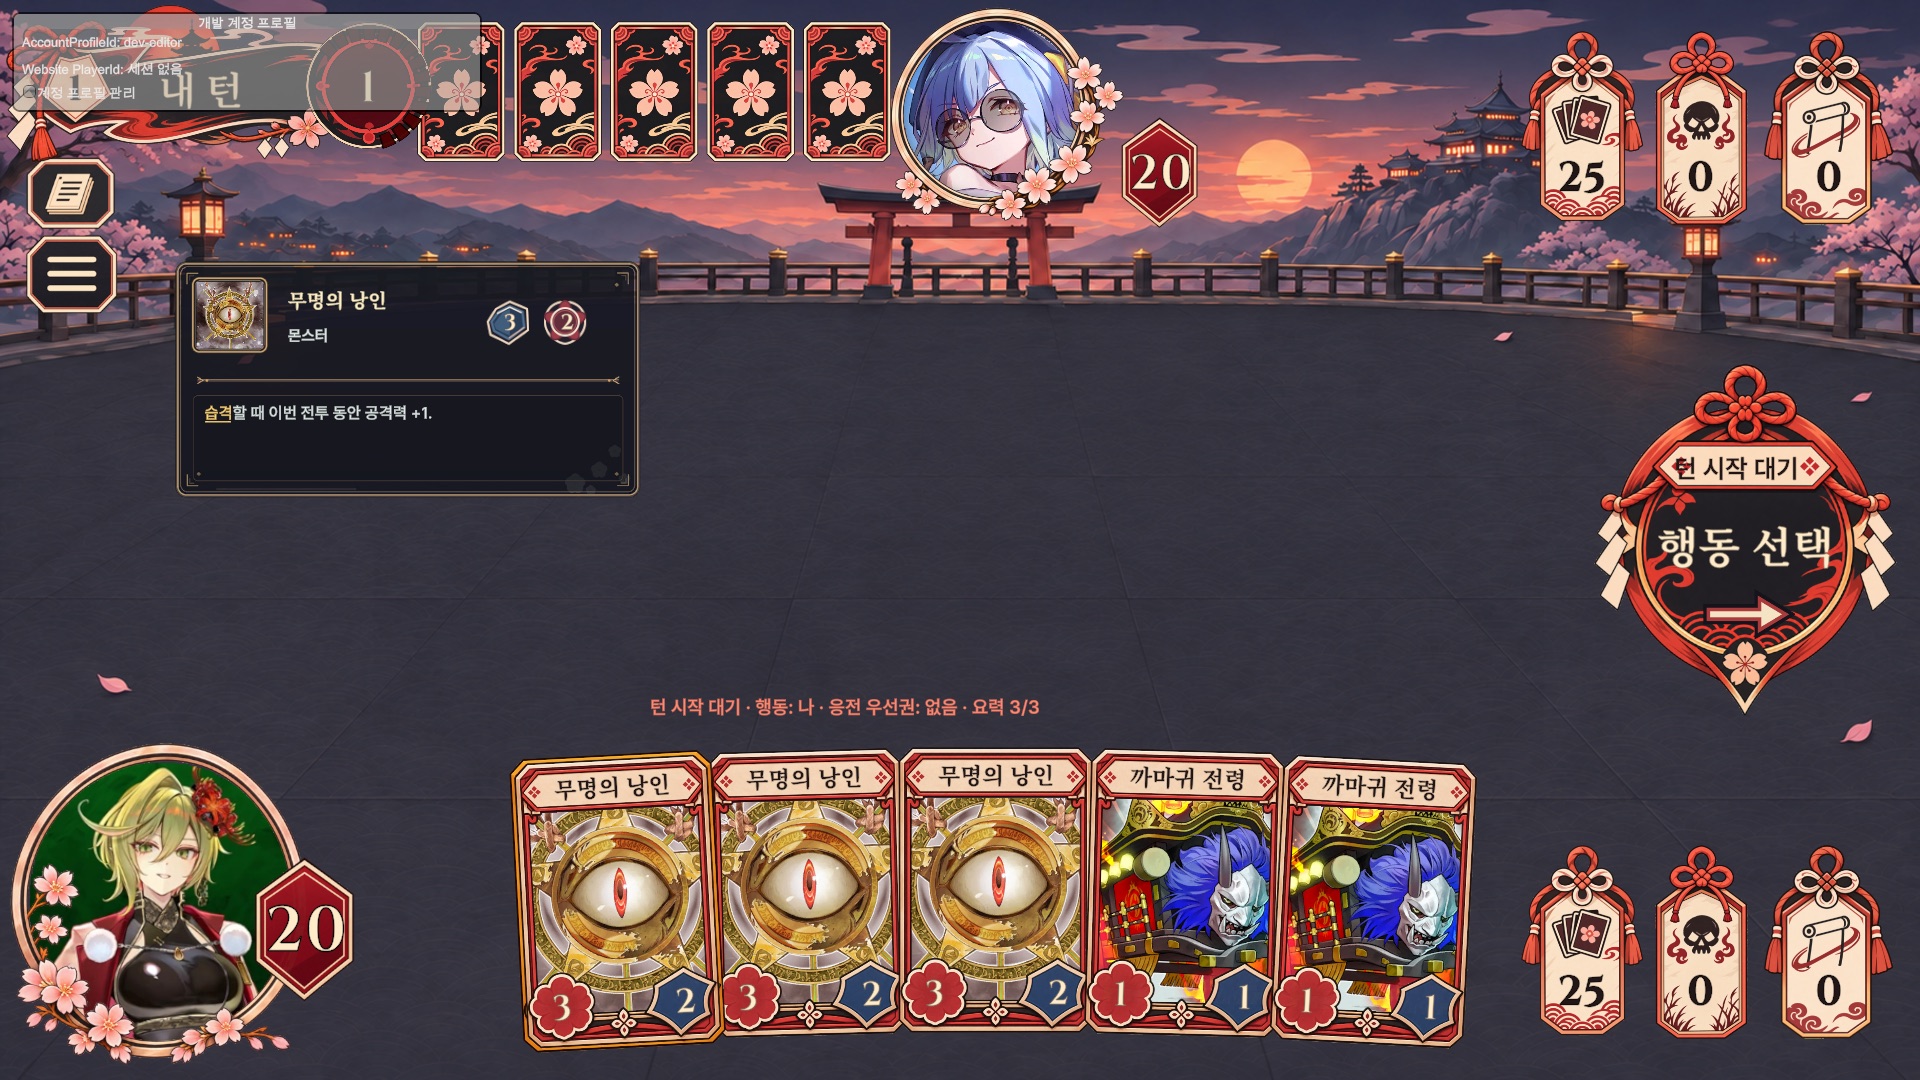 개발 계정 프로필
AccountProfileId: dev-editor
Website PlayerId: 세션 없음
계정 프로필 관리
1
내 턴
1
20
25
0
0
무명의 낭인
몬스터
3
2
습격할 때 이번 전투 동안 공격력 +1.
턴 시작 대기
행동 선택
턴 시작 대기 · 행동: 나 · 응전 우선권: 없음 · 요력 3/3
20
무명의 낭인
3
2
무명의 낭인
3
2
무명의 낭인
3
2
까마귀 전령
1
1
까마귀 전령
1
1
25
0
0